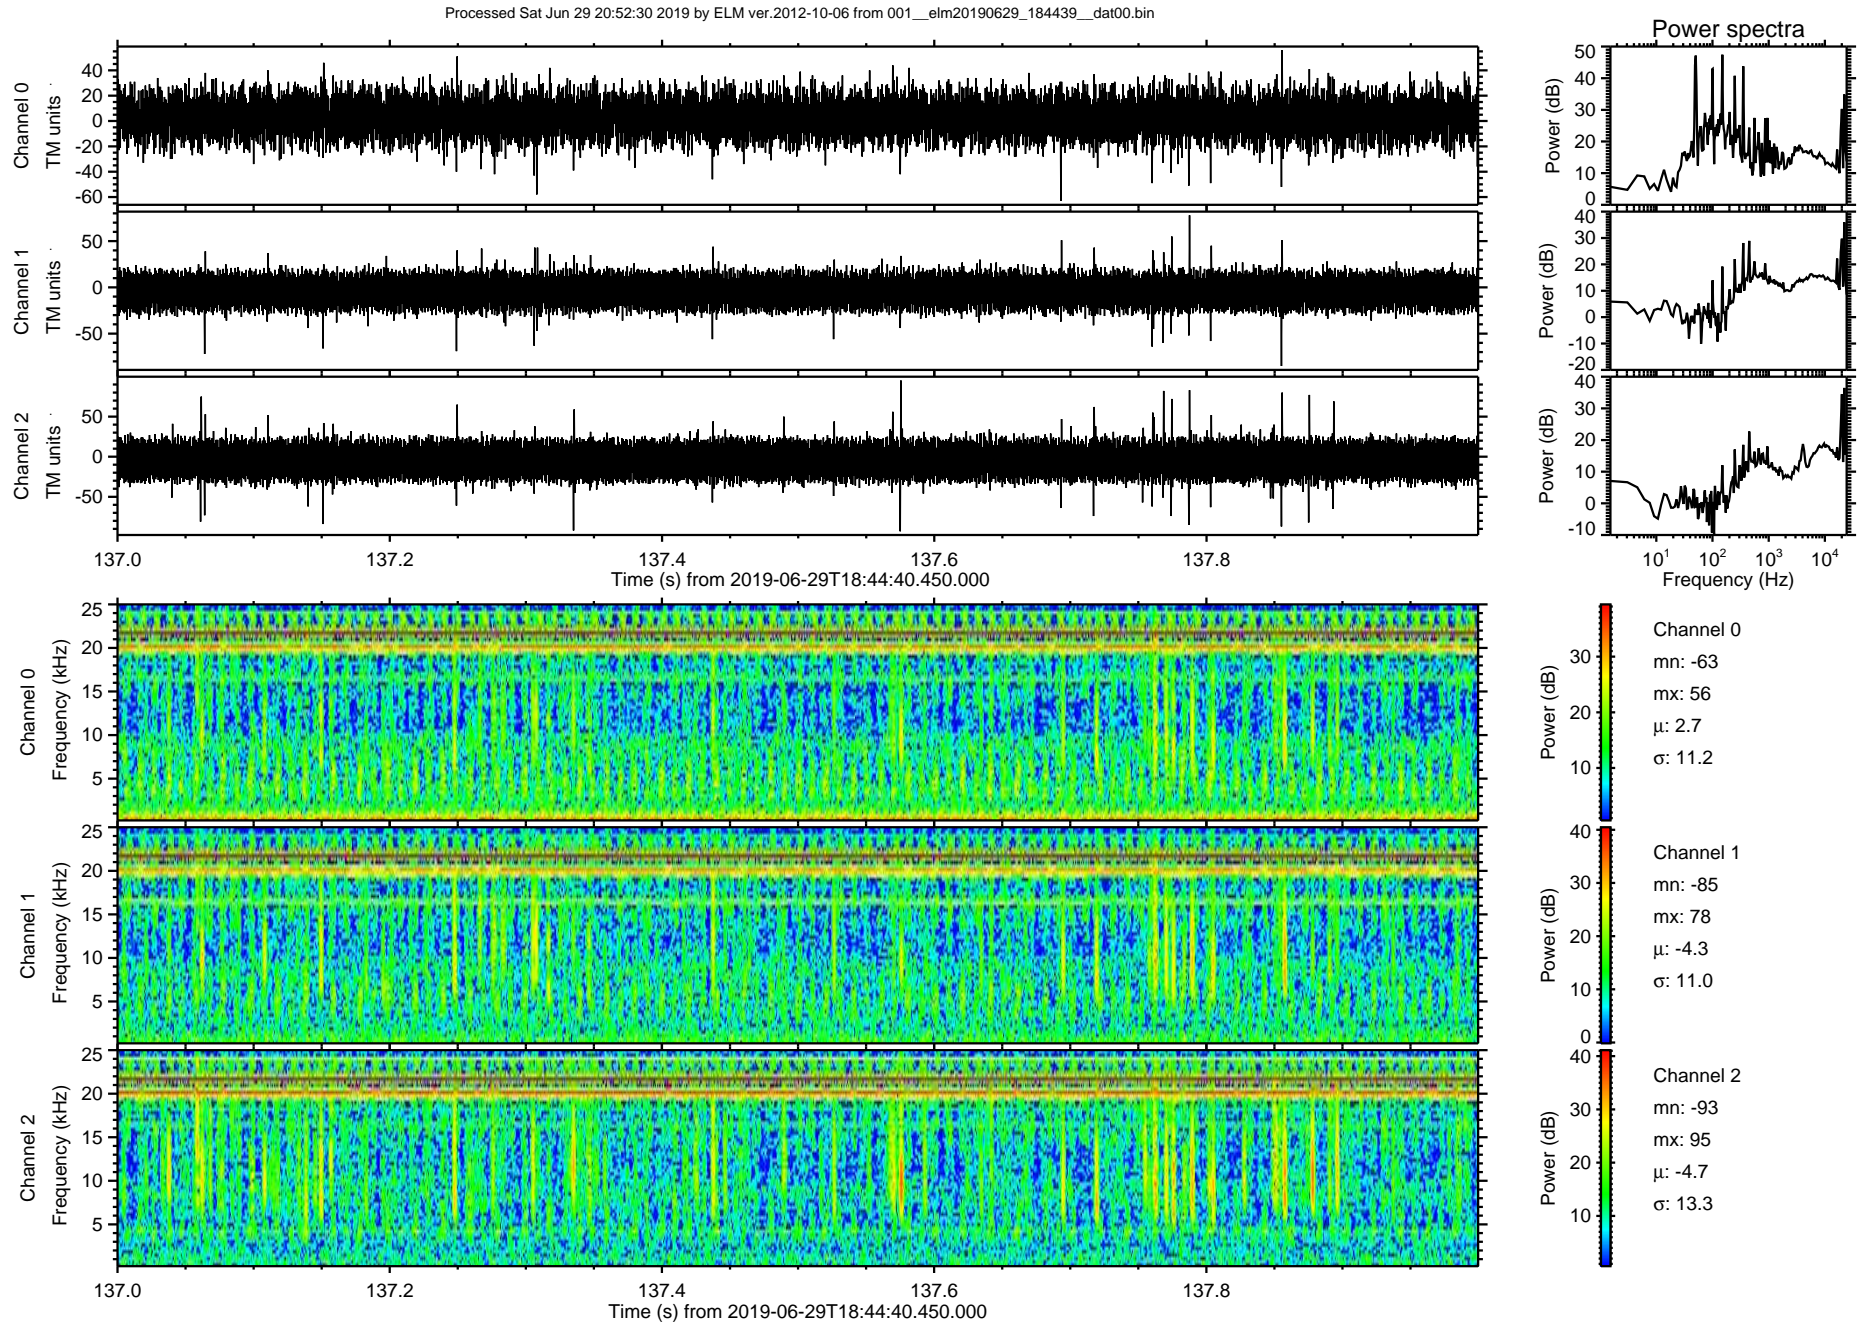 Processed Sat Jun 29 20:52:30 2019 by ELM ver.2012-10-06 from 001__elm20190629_184439__dat00.bin
Power spectra
Channel 0
TM units
40
20
0
-20
-40
-60
Power (dB)
50
40
30
20
10
0
Channel 1
TM units
50
0
-50
Power (dB)
40
30
20
10
0
-10
-20
Channel 2
TM units
50
0
-50
Power (dB)
40
30
20
10
0
-10
137.0 137.2 137.4 137.6 137.8
Time (s) from 2019-06-29T18:44:40.450.000
10^1 10^2 10^3 10^4
Frequency (Hz)
Channel 0
Frequency (kHz)
25
20
15
10
5
Power (dB)
30
20
10
Channel 0
mn: -63
mx: 56
μ: 2.7
σ: 11.2
Channel 1
Frequency (kHz)
25
20
15
10
5
Power (dB)
40
30
20
10
0
Channel 1
mn: -85
mx: 78
μ: -4.3
σ: 11.0
Channel 2
Frequency (kHz)
25
20
15
10
5
Power (dB)
40
30
20
10
Channel 2
mn: -93
mx: 95
μ: -4.7
σ: 13.3
137.0 137.2 137.4 137.6 137.8
Time (s) from 2019-06-29T18:44:40.450.000